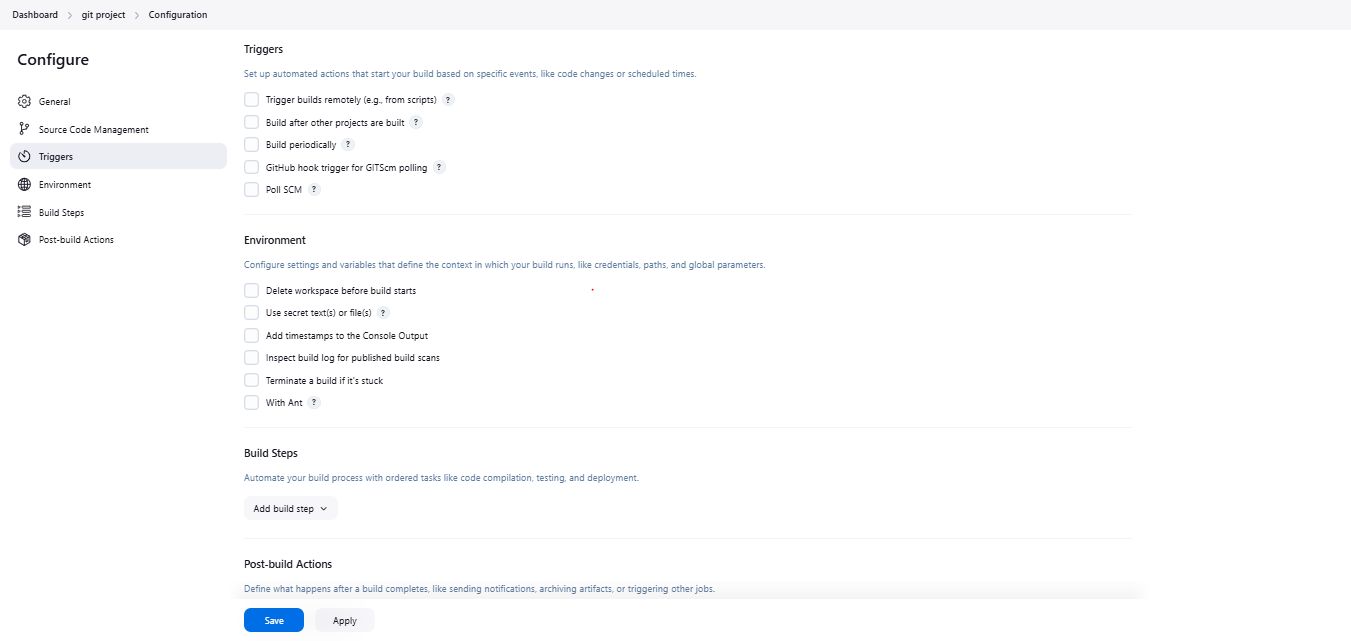 Dashboard > git project > Configuration
Configure
General
Source Code Management
Triggers
Environment
Build Steps
Post-build Actions
Triggers
Set up automated actions that start your build based on specific events, like code changes or scheduled times.
Trigger builds remotely (e.g., from scripts) ?
Build after other projects are built ?
Build periodically ?
GitHub hook trigger for GITScm polling ?
Poll SCM ?
Environment
Configure settings and variables that define the context in which your build runs, like credentials, paths, and global parameters.
Delete workspace before build starts
Use secret text(s) or file(s) ?
Add timestamps to the Console Output
Inspect build log for published build scans
Terminate a build if it's stuck
With Ant ?
Build Steps
Automate your build process with ordered tasks like code compilation, testing, and deployment.
Add build step
Post-build Actions
Define what happens after a build completes, like sending notifications, archiving artifacts, or triggering other jobs.
Save Apply